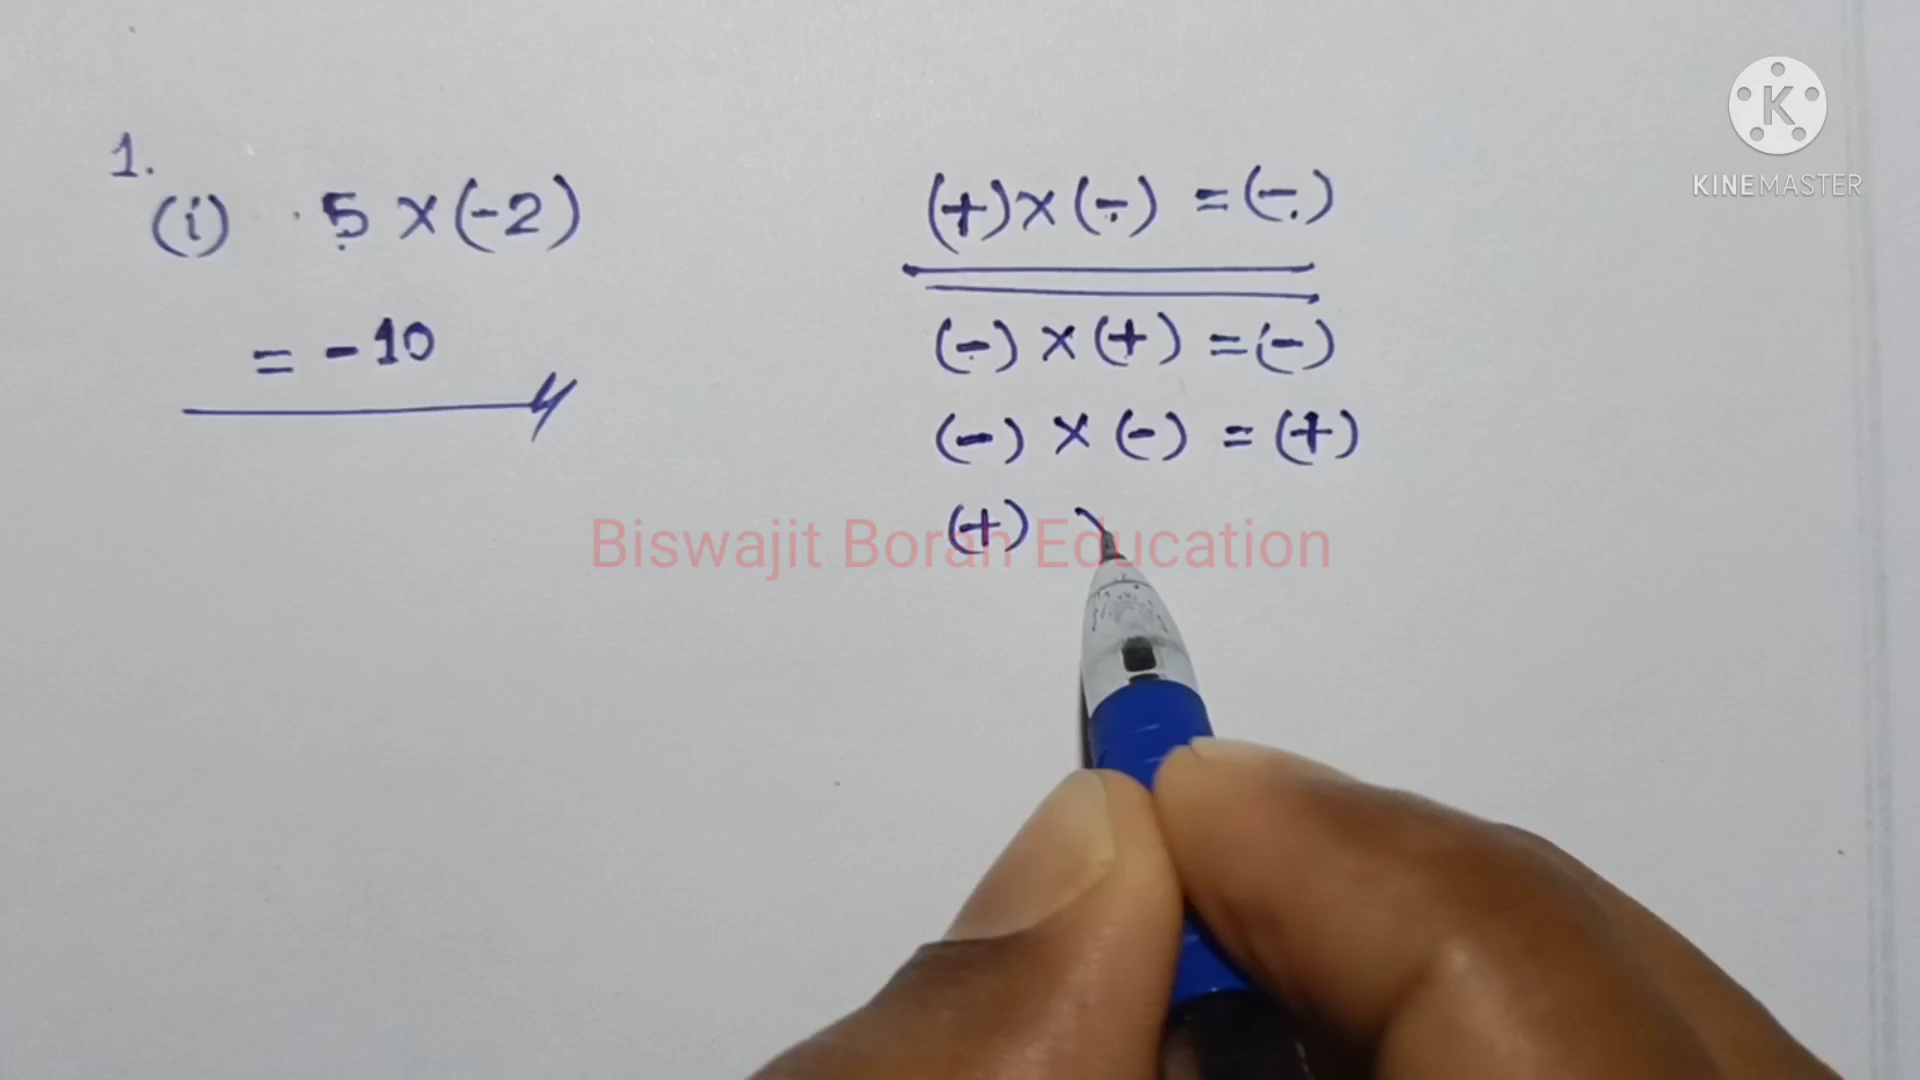 1.
(i) 5 × (-2)
= -10
(+) × (-) = (-)
(-) × (+) = (-)
(-) × (-) = (+)
(+)
Biswajit Borah Education
K
KINEMASTER